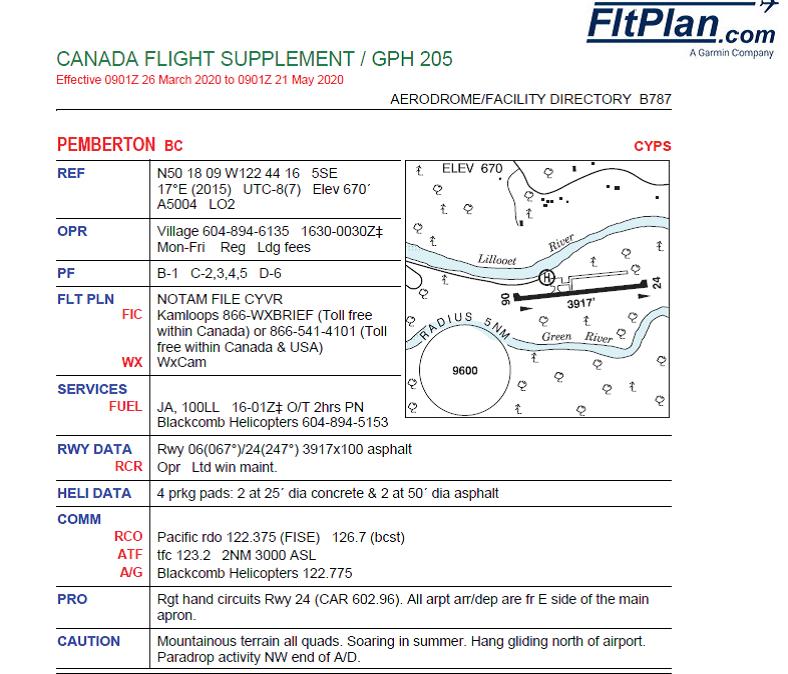 FltPlan.com
A Garmin Company
CANADA FLIGHT SUPPLEMENT / GPH 205
Effective 0901Z 26 March 2020 to 0901Z 21 May 2020
AERODROME/FACILITY DIRECTORY B787
PEMBERTON BC
CYPS
REF
N50 18 09 W122 44 16 5SE
17°E (2015) UTC-8(7) Elev 670´
A5004 LO2
OPR
Village 604-894-6135 1630-0030Z‡
Mon-Fri Reg Ldg fees
PF
B-1 C-2,3,4,5 D-6
FLT PLN
NOTAM FILE CYVR
FIC
Kamloops 866-WXBRIEF (Toll free
within Canada) or 866-541-4101 (Toll
free within Canada & USA)
WX
WxCam
SERVICES
FUEL
JA, 100LL 16-01Z‡ O/T 2hrs PN
Blackcomb Helicopters 604-894-5153
ELEV 670
Lillooet River
H
06
24
3917'
Green River
RADIUS 5NM
9600
RWY DATA
Rwy 06(067°)/24(247°) 3917x100 asphalt
RCR
Opr Ltd win maint.
HELI DATA
4 prkg pads: 2 at 25´ dia concrete & 2 at 50´ dia asphalt
COMM
RCO
Pacific rdo 122.375 (FISE) 126.7 (bcst)
ATF
tfc 123.2 2NM 3000 ASL
A/G
Blackcomb Helicopters 122.775
PRO
Rgt hand circuits Rwy 24 (CAR 602.96). All arpt arr/dep are fr E side of the main
apron.
CAUTION
Mountainous terrain all quads. Soaring in summer. Hang gliding north of airport.
Paradrop activity NW end of A/D.